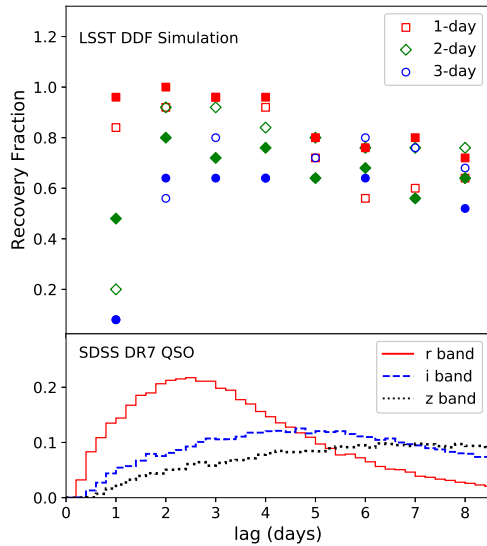 LSST DDF Simulation
1-day
2-day
3-day
Recovery Fraction
1.2
1.0
0.8
0.6
0.4
0.2
SDSS DR7 QSO
r band
i band
z band
0.2
0.1
0.0
0 1 2 3 4 5 6 7 8
lag (days)